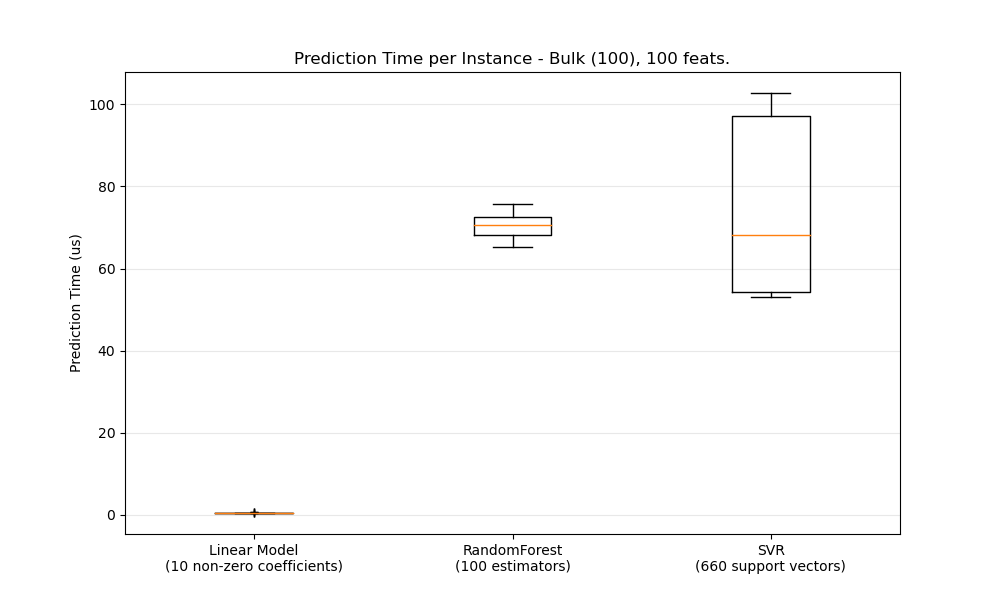 Prediction Time per Instance - Bulk (100), 100 feats.
Prediction Time (us)
100
80
60
40
20
0
Linear Model
(10 non-zero coefficients)
RandomForest
(100 estimators)
SVR
(660 support vectors)